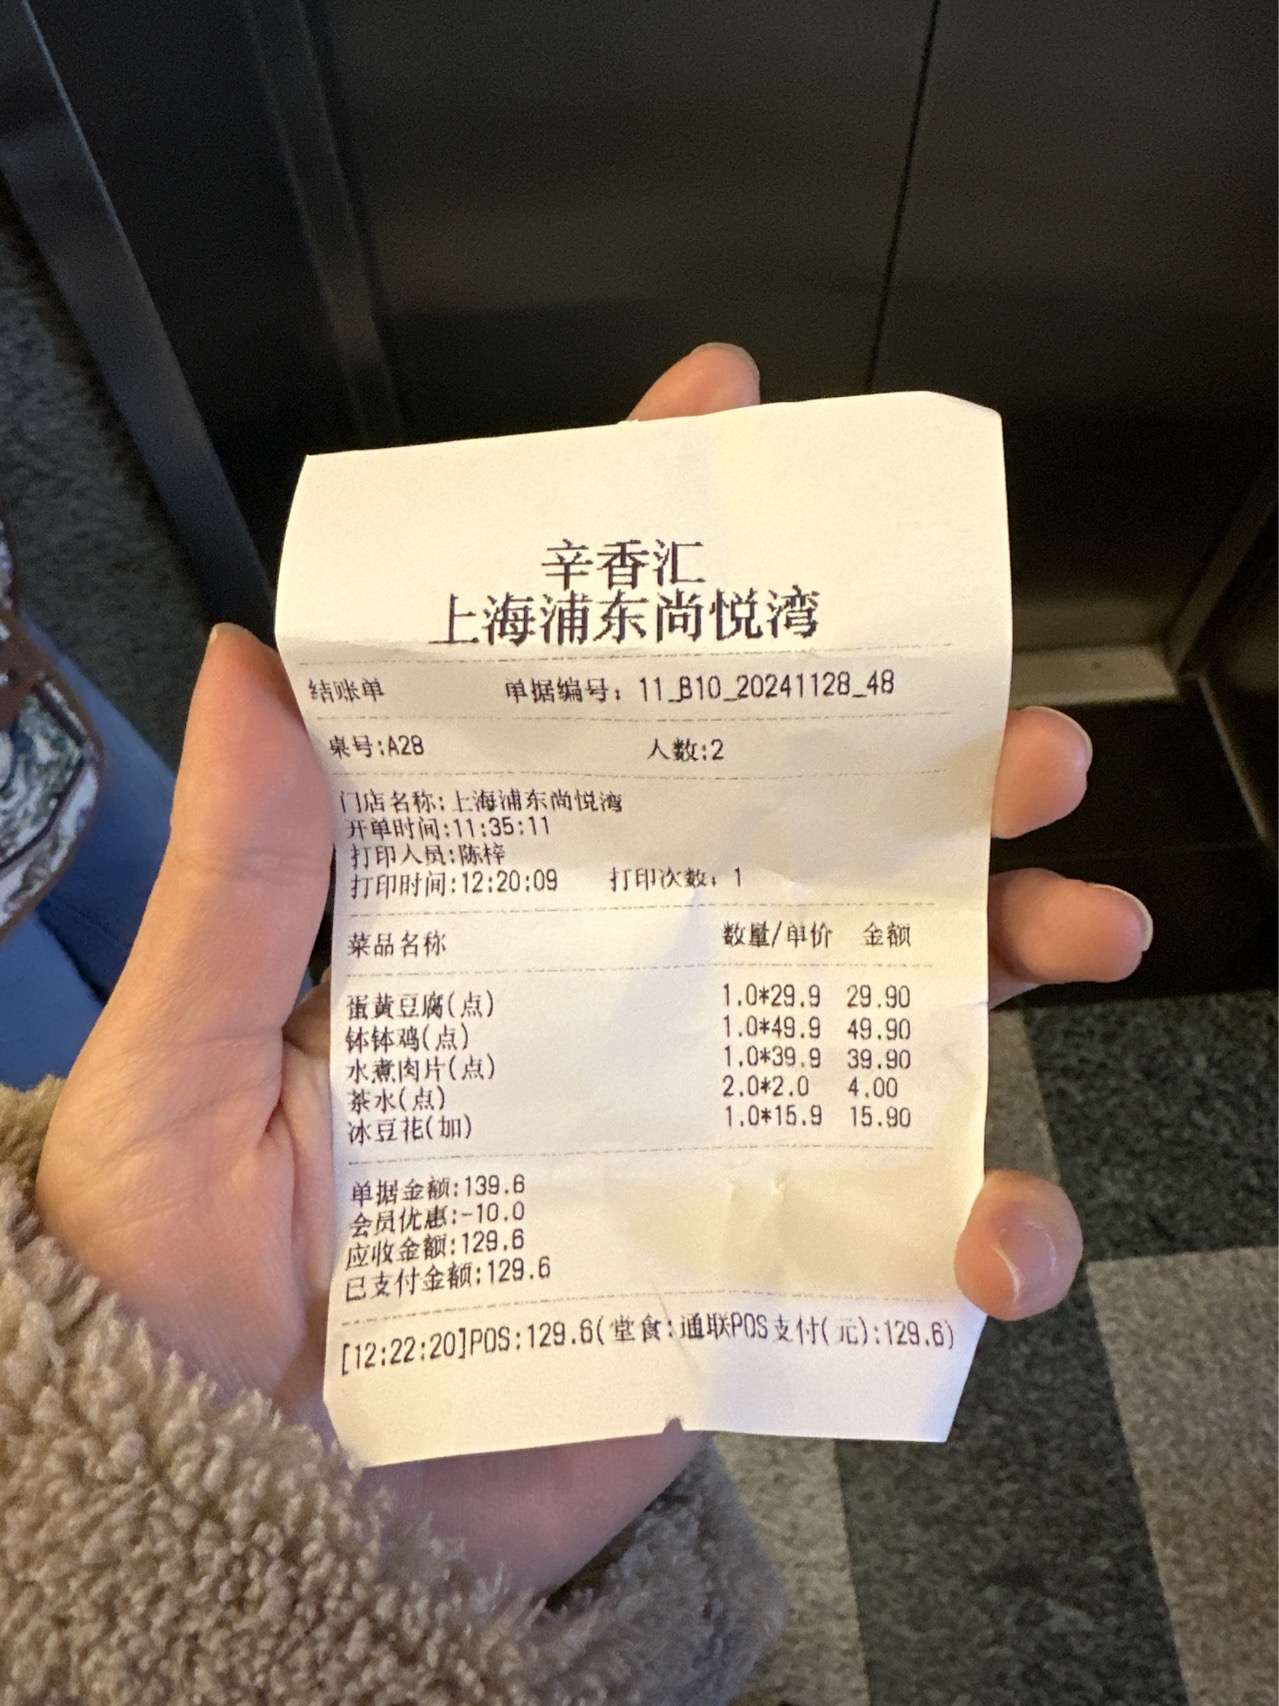 辛香汇
上海浦东尚悦湾
结账单 单据编号: 11_B10_20241128_48
桌号:A28 人数:2
门店名称:上海浦东尚悦湾
开单时间:11:35:11
打印人员:陈梓
打印时间:12:20:09 打印次数: 1
菜品名称 数量/单价 金额
蛋黄豆腐(点) 1.0*29.9 29.90
钵钵鸡(点) 1.0*49.9 49.90
水煮肉片(点) 1.0*39.9 39.90
茶水(点) 2.0*2.0 4.00
冰豆花(加) 1.0*15.9 15.90
单据金额:139.6
会员优惠:-10.0
应收金额:129.6
已支付金额:129.6
[12:22:20]POS:129.6(堂食:通联POS支付(元):129.6)